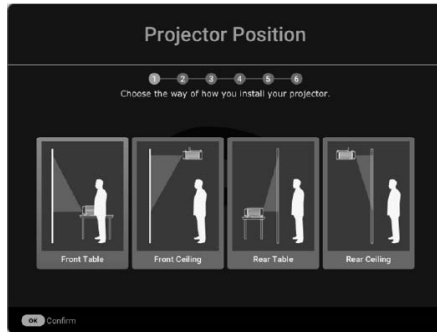 Projector Position
1 2 3 4 5 6
Choose the way of how you install your projector.
Front Table
Front Ceiling
Rear Table
Rear Ceiling
OK Confirm